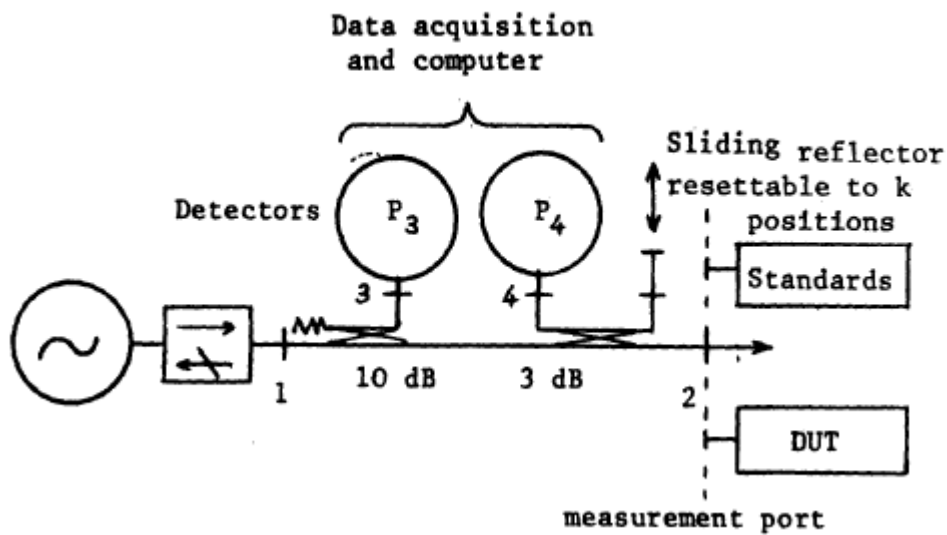 Data acquisition
and computer
Sliding reflector
resettable to k
positions
Detectors
P3
P4
Standards
3
4
1
10 dB
3 dB
2
DUT
measurement port